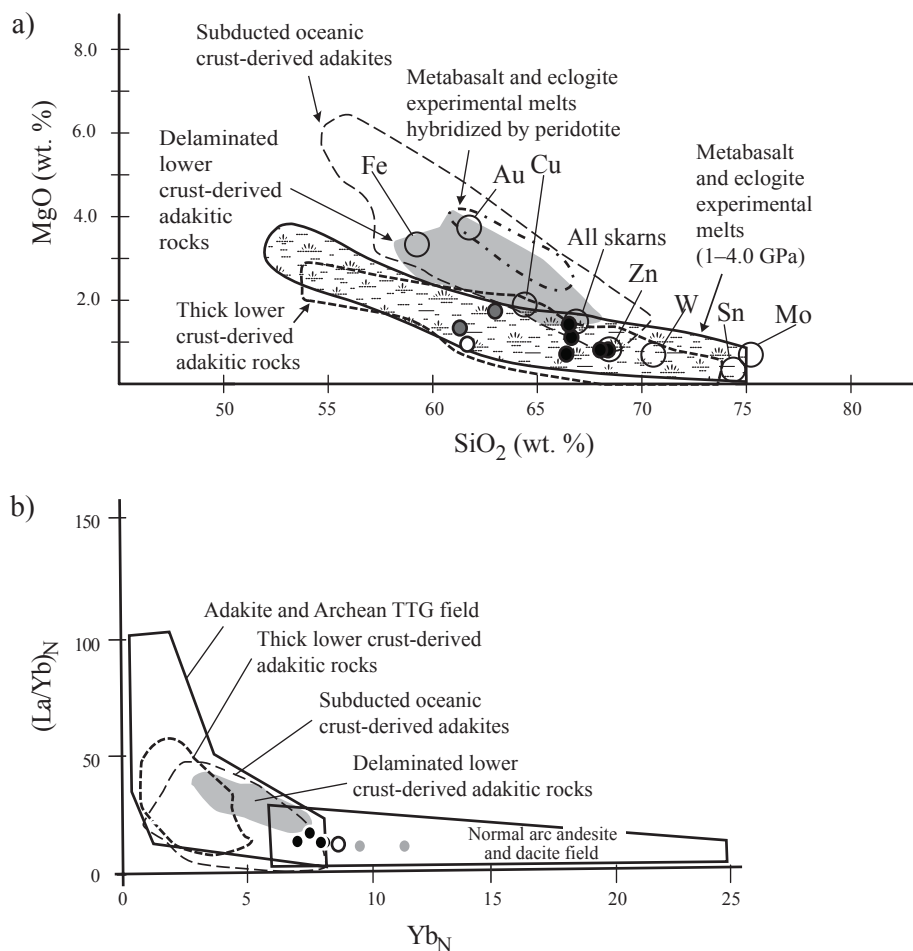 a)
Subducted oceanic
crust-derived adakites
Metabasalt and eclogite
experimental melts
hybridized by peridotite
Delaminated
lower
crust-derived
adakitic
rocks
Fe
Au
Cu
Metabasalt
and eclogite
experimental
melts
(1–4.0 GPa)
All skarns
Zn
W
Sn
Mo
Thick lower
crust-derived
adakitic rocks
MgO (wt. %)
8.0
6.0
4.0
2.0
50
55
60
65
70
75
80
SiO2 (wt. %)
b)
150
100
50
0
(La/Yb)N
Adakite and Archean TTG field
Thick lower crust-derived
adakitic rocks
Subducted oceanic
crust-derived adakites
Delaminated lower
crust-derived adakitic rocks
Normal arc andesite
and dacite field
0
5
10
15
20
25
YbN